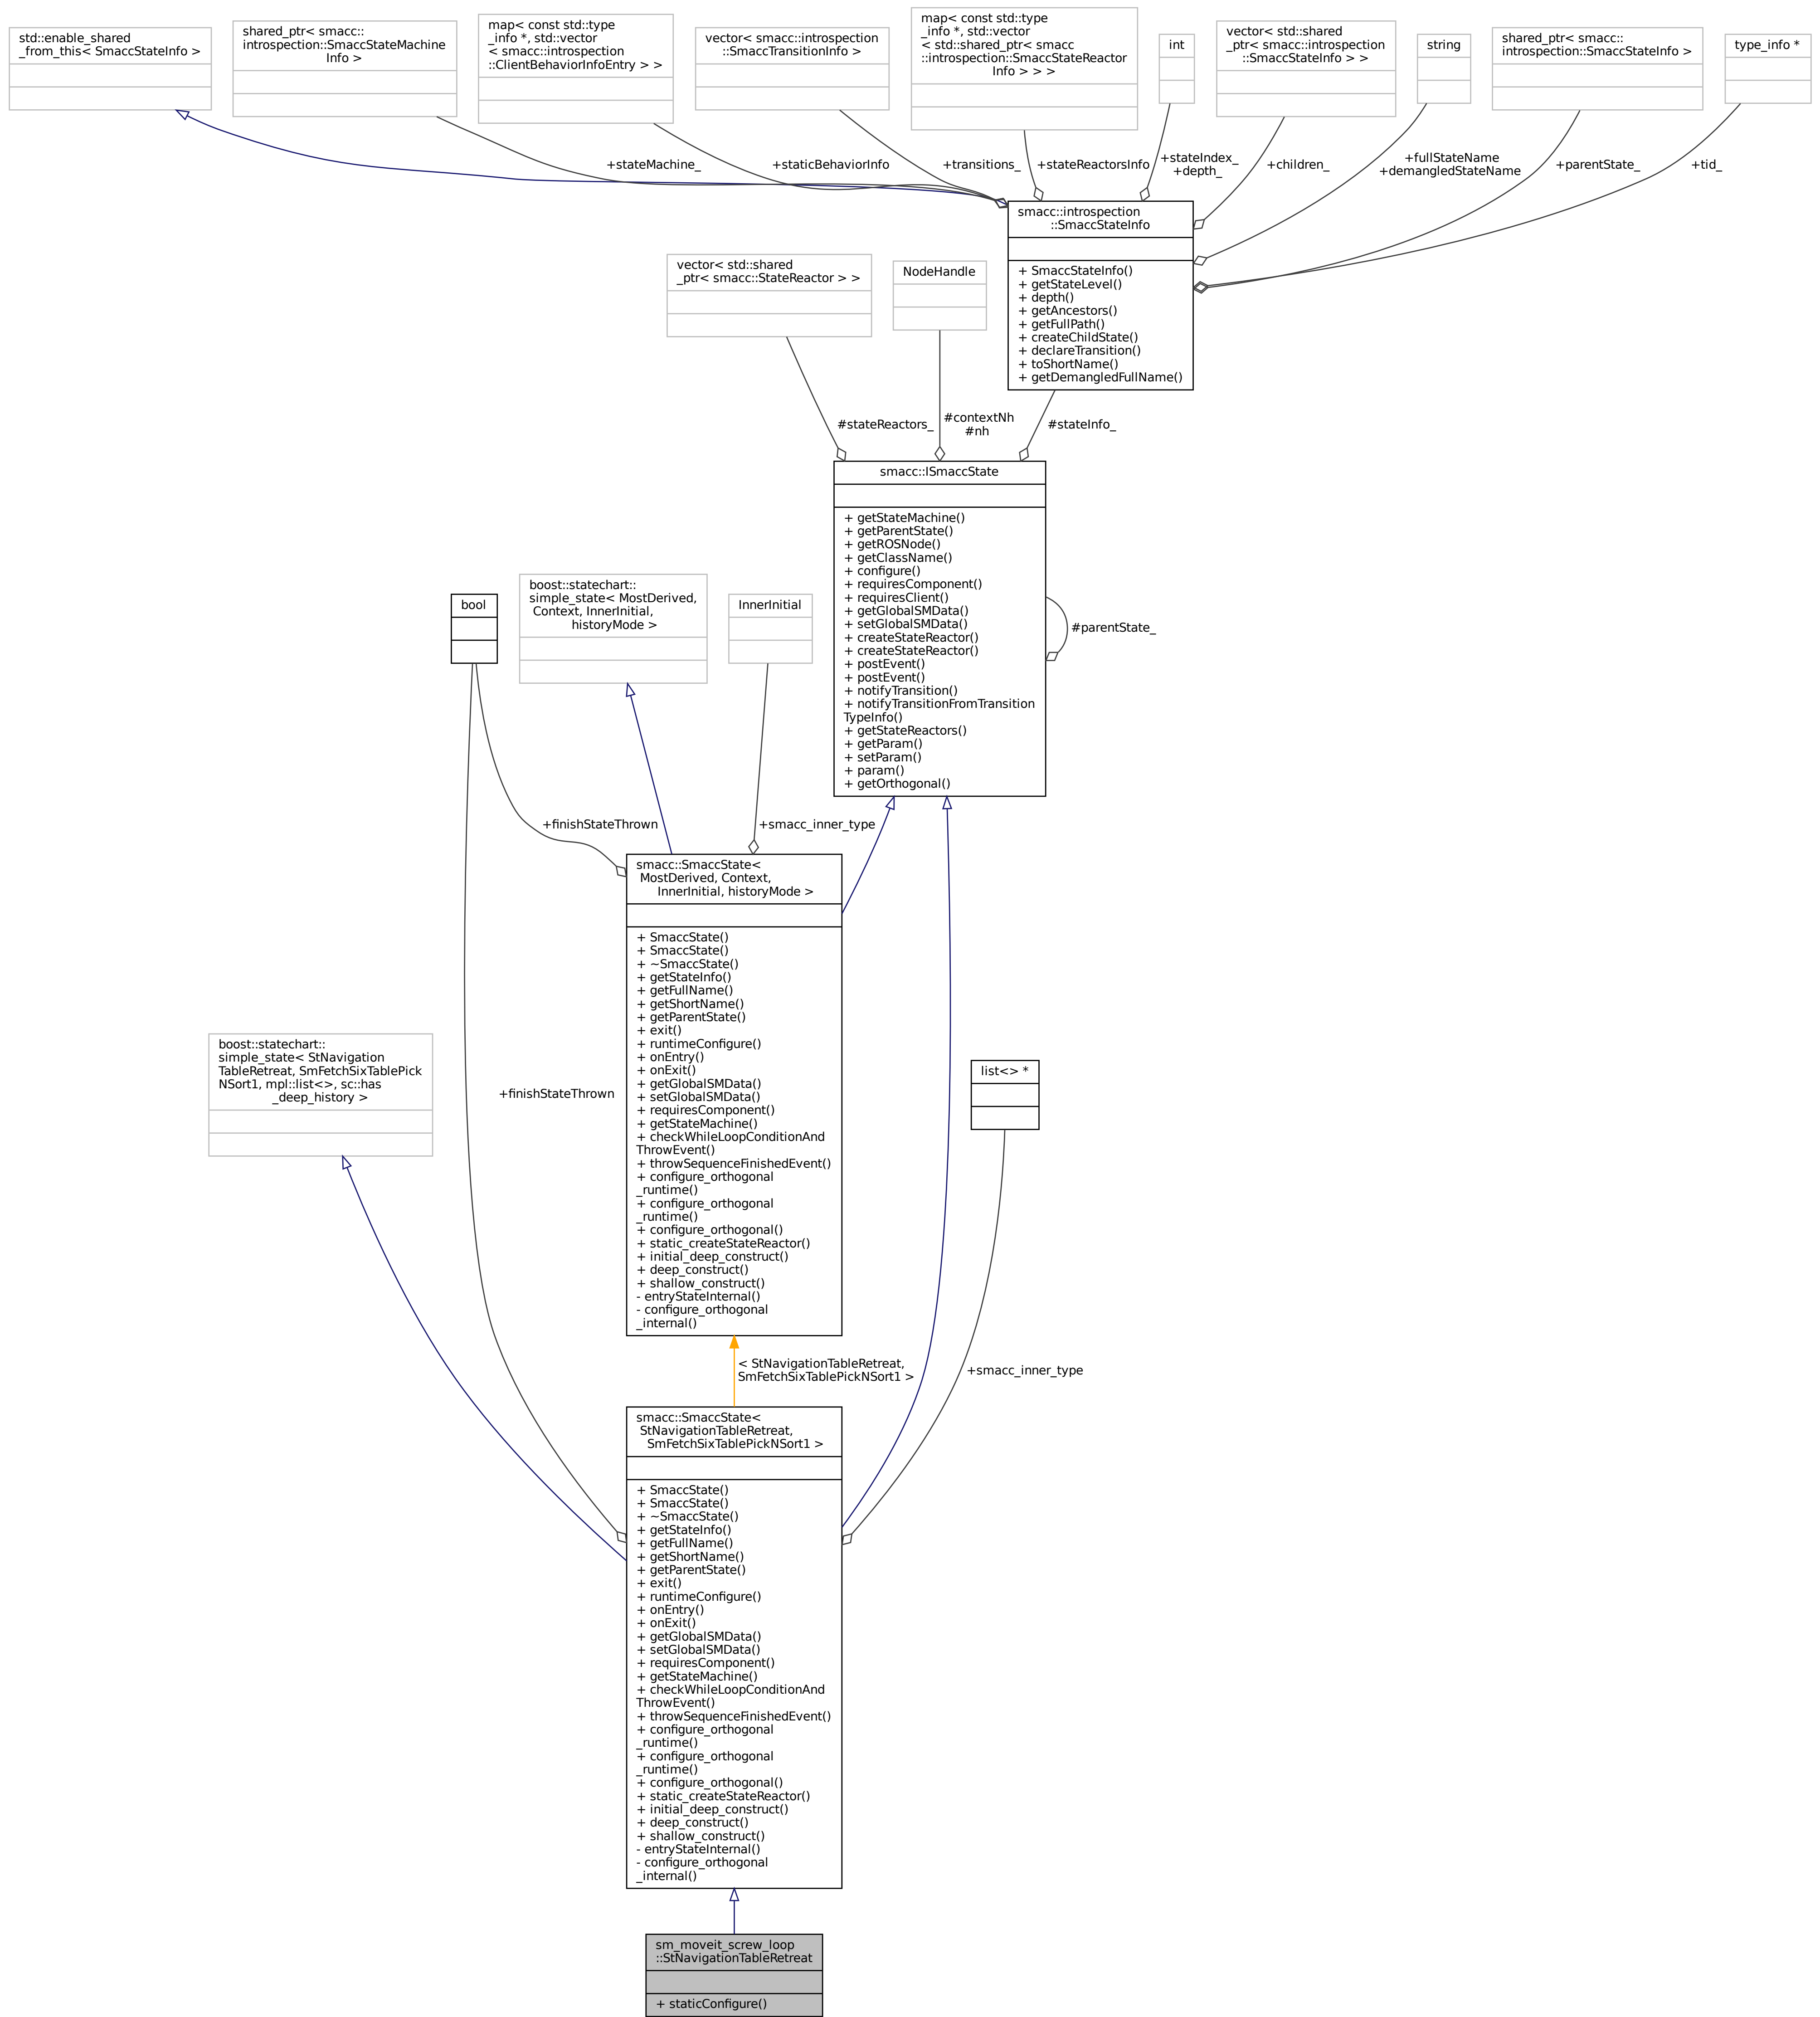 std::enable_shared
_from_this< SmaccStateInfo >
shared_ptr< smacc::
introspection::SmaccStateMachine
Info >
map< const std::type
_info *, std::vector
< smacc::introspection
::ClientBehaviorInfoEntry > >
vector< smacc::introspection
::SmaccTransitionInfo >
map< const std::type
_info *, std::vector
< std::shared_ptr< smacc
::introspection::SmaccStateReactor
Info > > >
int
vector< std::shared
_ptr< smacc::introspection
::SmaccStateInfo > >
string
shared_ptr< smacc::
introspection::SmaccStateInfo >
type_info *
+stateMachine_
+staticBehaviorInfo
+transitions_
+stateReactorsInfo
+stateIndex_
+depth_
+children_
+fullStateName
+demangledStateName
+parentState_
+tid_
smacc::introspection
::SmaccStateInfo
+ SmaccStateInfo()
+ getStateLevel()
+ depth()
+ getAncestors()
+ getFullPath()
+ createChildState()
+ declareTransition()
+ toShortName()
+ getDemangledFullName()
vector< std::shared
_ptr< smacc::StateReactor > >
NodeHandle
#stateReactors_
#contextNh
#nh
#stateInfo_
smacc::ISmaccState
+ getStateMachine()
+ getParentState()
+ getROSNode()
+ getClassName()
+ configure()
+ requiresComponent()
+ requiresClient()
+ getGlobalSMData()
+ setGlobalSMData()
+ createStateReactor()
+ createStateReactor()
+ postEvent()
+ postEvent()
+ notifyTransition()
+ notifyTransitionFromTransition
TypeInfo()
+ getStateReactors()
+ getParam()
+ setParam()
+ param()
+ getOrthogonal()
#parentState_
bool
boost::statechart::
simple_state< MostDerived,
Context, InnerInitial,
historyMode >
InnerInitial
+finishStateThrown
+smacc_inner_type
smacc::SmaccState<
MostDerived, Context,
InnerInitial, historyMode >
+ SmaccState()
+ SmaccState()
+ ~SmaccState()
+ getStateInfo()
+ getFullName()
+ getShortName()
+ getParentState()
+ exit()
+ runtimeConfigure()
+ onEntry()
+ onExit()
+ getGlobalSMData()
+ setGlobalSMData()
+ requiresComponent()
+ getStateMachine()
+ checkWhileLoopConditionAnd
ThrowEvent()
+ throwSequenceFinishedEvent()
+ configure_orthogonal
_runtime()
+ configure_orthogonal
_runtime()
+ configure_orthogonal()
+ static_createStateReactor()
+ initial_deep_construct()
+ deep_construct()
+ shallow_construct()
- entryStateInternal()
- configure_orthogonal
_internal()
boost::statechart::
simple_state< StNavigation
TableRetreat, SmFetchSixTablePick
NSort1, mpl::list<>, sc::has
_deep_history >
+finishStateThrown
list<> *
< StNavigationTableRetreat,
SmFetchSixTablePickNSort1 >
+smacc_inner_type
smacc::SmaccState<
StNavigationTableRetreat,
SmFetchSixTablePickNSort1 >
+ SmaccState()
+ SmaccState()
+ ~SmaccState()
+ getStateInfo()
+ getFullName()
+ getShortName()
+ getParentState()
+ exit()
+ runtimeConfigure()
+ onEntry()
+ onExit()
+ getGlobalSMData()
+ setGlobalSMData()
+ requiresComponent()
+ getStateMachine()
+ checkWhileLoopConditionAnd
ThrowEvent()
+ throwSequenceFinishedEvent()
+ configure_orthogonal
_runtime()
+ configure_orthogonal
_runtime()
+ configure_orthogonal()
+ static_createStateReactor()
+ initial_deep_construct()
+ deep_construct()
+ shallow_construct()
- entryStateInternal()
- configure_orthogonal
_internal()
sm_moveit_screw_loop
::StNavigationTableRetreat
+ staticConfigure()